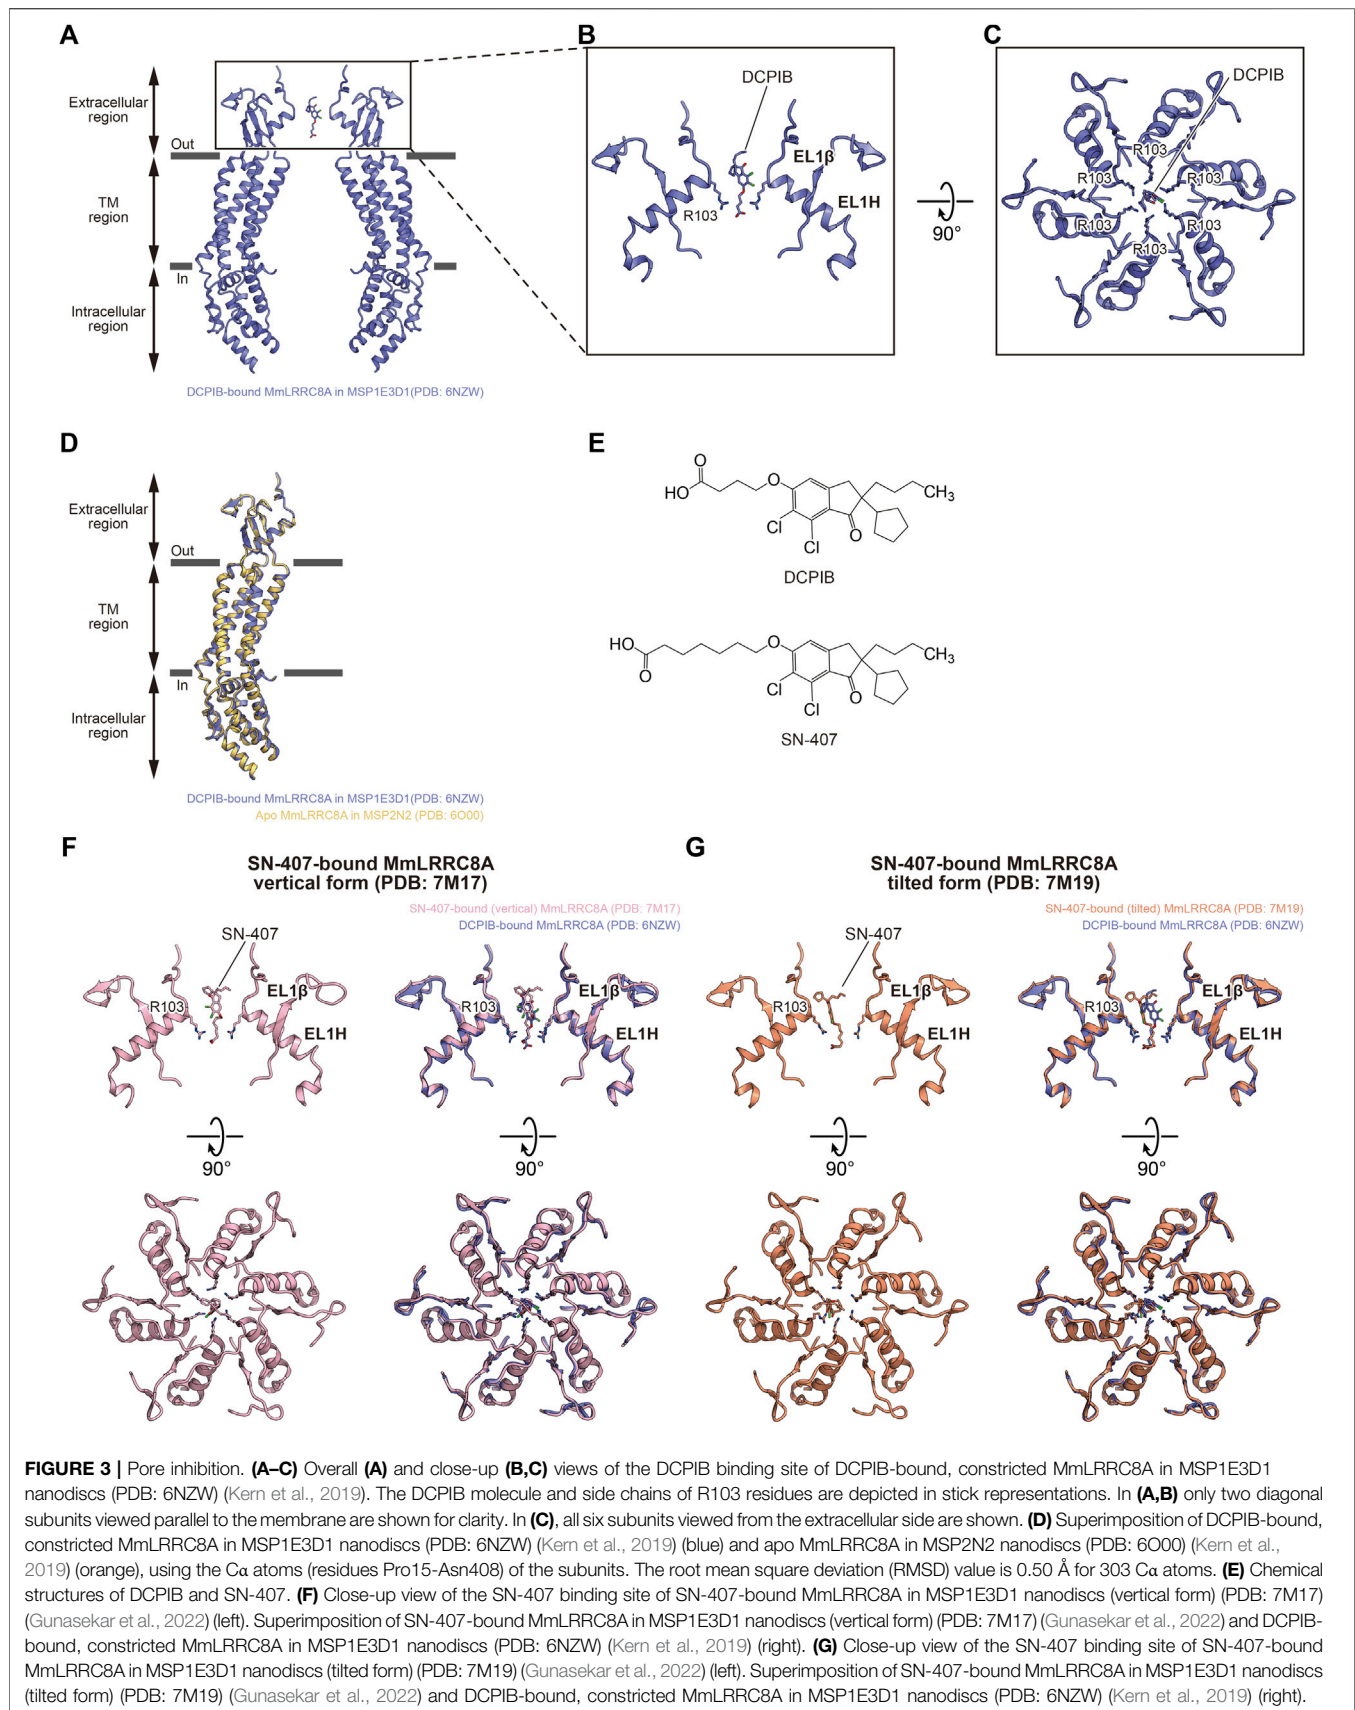 A
Extracellular
region
Out
TM
region
In
Intracellular
region
DCPIB-bound MmLRRC8A in MSP1E3D1(PDB: 6NZW)
B
DCPIB
EL1β
R103
EL1H
90°
C
DCPIB
R103
R103
R103
R103
R103
R103
D
Extracellular
region
Out
TM
region
In
Intracellular
region
DCPIB-bound MmLRRC8A in MSP1E3D1(PDB: 6NZW)
Apo MmLRRC8A in MSP2N2 (PDB: 6O00)
E
O
HO
O
CH3
Cl
O
Cl
DCPIB
HO
O
O
CH3
Cl
O
Cl
SN-407
F
SN-407-bound MmLRRC8A
vertical form (PDB: 7M17)
SN-407-bound (vertical) MmLRRC8A (PDB: 7M17)
DCPIB-bound MmLRRC8A (PDB: 6NZW)
SN-407
R103
EL1β
EL1H
R103
EL1β
EL1H
90°
90°
G
SN-407-bound MmLRRC8A
tilted form (PDB: 7M19)
SN-407-bound (tilted) MmLRRC8A (PDB: 7M19)
DCPIB-bound MmLRRC8A (PDB: 6NZW)
SN-407
R103
EL1β
EL1H
R103
EL1β
EL1H
90°
90°
FIGURE 3 | Pore inhibition. (A–C) Overall (A) and close-up (B,C) views of the DCPIB binding site of DCPIB-bound, constricted MmLRRC8A in MSP1E3D1
nanodiscs (PDB: 6NZW) (Kern et al., 2019). The DCPIB molecule and side chains of R103 residues are depicted in stick representations. In (A,B) only two diagonal
subunits viewed parallel to the membrane are shown for clarity. In (C), all six subunits viewed from the extracellular side are shown. (D) Superimposition of DCPIB-bound,
constricted MmLRRC8A in MSP1E3D1 nanodiscs (PDB: 6NZW) (Kern et al., 2019) (blue) and apo MmLRRC8A in MSP2N2 nanodiscs (PDB: 6O00) (Kern et al.,
2019) (orange), using the Cα atoms (residues Pro15-Asn408) of the subunits. The root mean square deviation (RMSD) value is 0.50 Å for 303 Cα atoms. (E) Chemical
structures of DCPIB and SN-407. (F) Close-up view of the SN-407 binding site of SN-407-bound MmLRRC8A in MSP1E3D1 nanodiscs (vertical form) (PDB: 7M17)
(Gunasekar et al., 2022) (left). Superimposition of SN-407-bound MmLRRC8A in MSP1E3D1 nanodiscs (vertical form) (PDB: 7M17) (Gunasekar et al., 2022) and DCPIB-
bound, constricted MmLRRC8A in MSP1E3D1 nanodiscs (PDB: 6NZW) (Kern et al., 2019) (right). (G) Close-up view of the SN-407 binding site of SN-407-bound
MmLRRC8A in MSP1E3D1 nanodiscs (tilted form) (PDB: 7M19) (Gunasekar et al., 2022) (left). Superimposition of SN-407-bound MmLRRC8A in MSP1E3D1 nanodiscs
(tilted form) (PDB: 7M19) (Gunasekar et al., 2022) and DCPIB-bound, constricted MmLRRC8A in MSP1E3D1 nanodiscs (PDB: 6NZW) (Kern et al., 2019) (right).